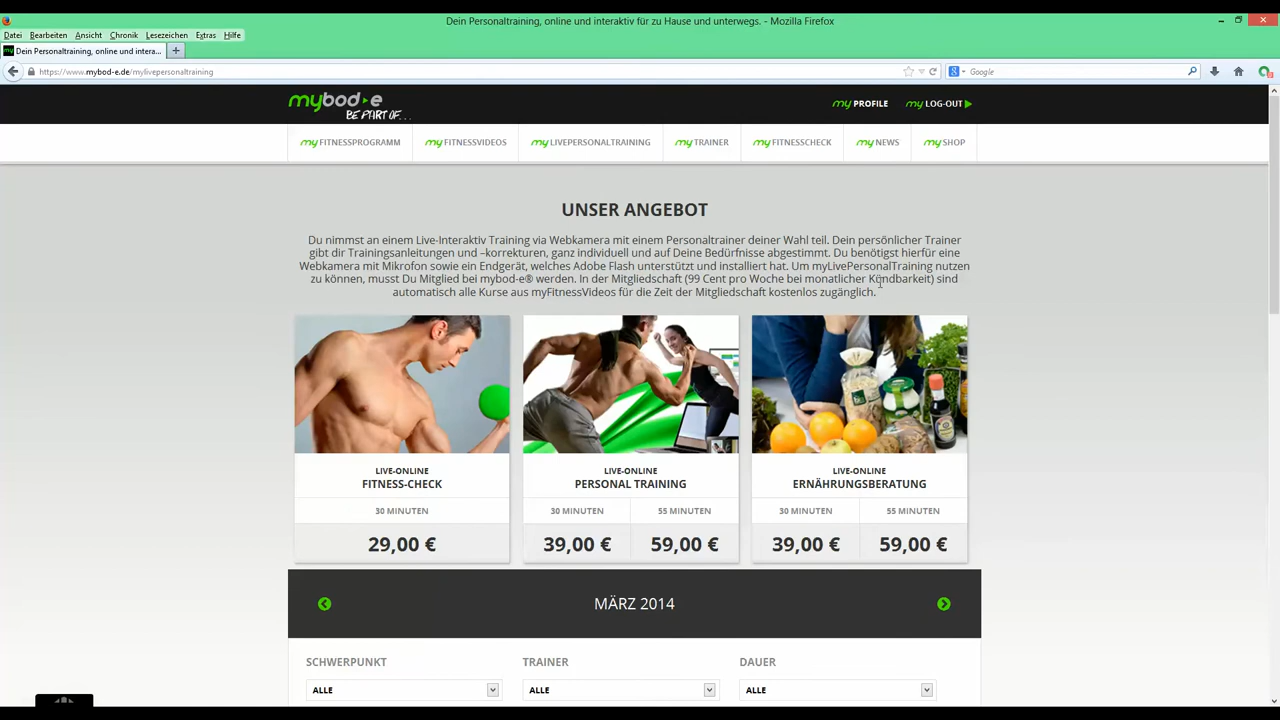 Dein Personaltraining, online und interaktiv für zu Hause und unterwegs. - Mozilla Firefox
Datei Bearbeiten Ansicht Chronik Lesezeichen Extras Hilfe
my Dein Personaltraining, online und intera... +
https://www.mybod-e.de/mylivepersonaltraining
Google
mybod-e
BE PART OF...
my PROFILE
my LOG-OUT
my FITNESSPROGRAMM
my FITNESSVIDEOS
my LIVEPERSONALTRAINING
my TRAINER
my FITNESSCHECK
my NEWS
my SHOP
UNSER ANGEBOT
Du nimmst an einem Live-Interaktiv Training via Webkamera mit einem Personaltrainer deiner Wahl teil. Dein persönlicher Trainer
gibt dir Trainingsanleitungen und –korrekturen, ganz individuell und auf Deine Bedürfnisse abgestimmt. Du benötigst hierfür eine
Webkamera mit Mikrofon sowie ein Endgerät, welches Adobe Flash unterstützt und installiert hat. Um myLivePersonalTraining nutzen
zu können, musst Du Mitglied bei mybod-e® werden. In der Mitgliedschaft (99 Cent pro Woche bei monatlicher Kündbarkeit) sind
automatisch alle Kurse aus myFitnessVideos für die Zeit der Mitgliedschaft kostenlos zugänglich.
LIVE-ONLINE
FITNESS-CHECK
30 MINUTEN
29,00 €
LIVE-ONLINE
PERSONAL TRAINING
30 MINUTEN 55 MINUTEN
39,00 € 59,00 €
LIVE-ONLINE
ERNÄHRUNGSBERATUNG
30 MINUTEN 55 MINUTEN
39,00 € 59,00 €
MÄRZ 2014
SCHWERPUNKT TRAINER DAUER
ALLE ALLE ALLE